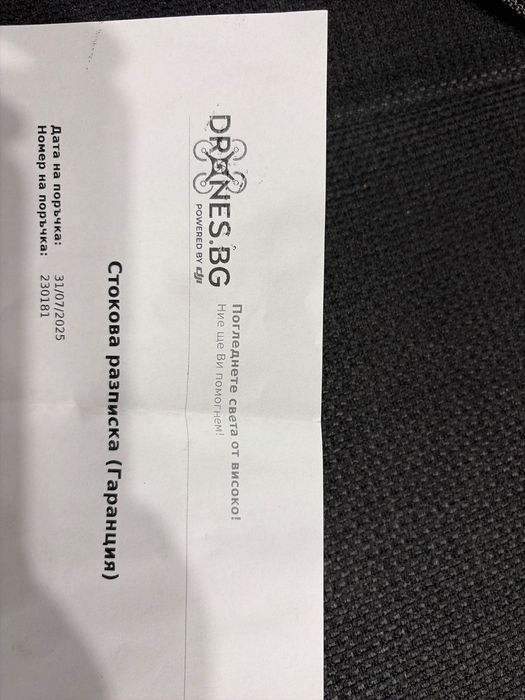 DRONES.BG
POWERED BY dji
Погледнете света от високо!
Ние ще Ви помогнем!
Стокова разписка (Гаранция)
Дата на поръчка: 31/07/2025
Номер на поръчка: 230181